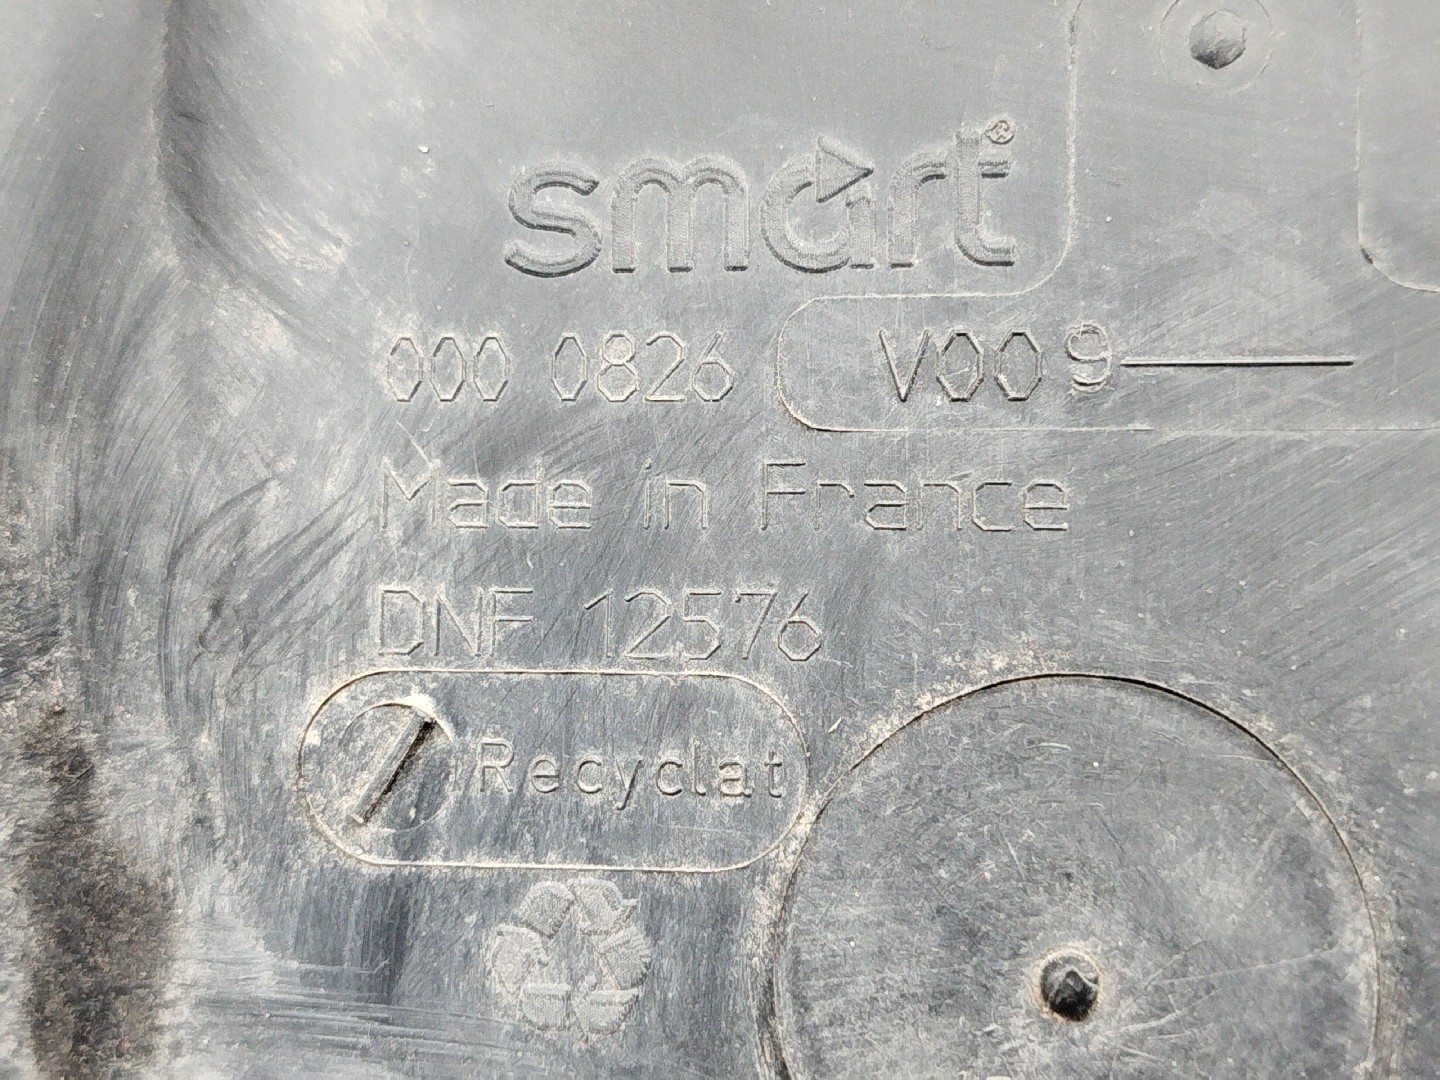 smart®
000 0826 V009
Made in France
DNF 12576
Recyclat